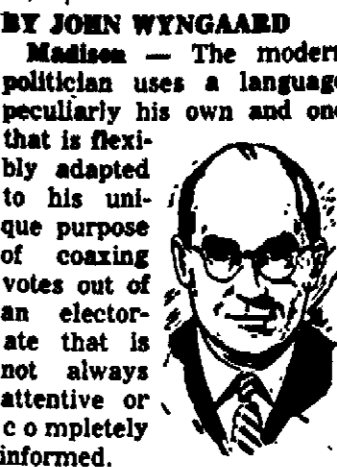 BY JOHN WYNGAARD
Madison — The modern
politician uses a language
peculiarly his own and one
that is flexi-
bly adapted
to his uni-
que purpose
of coaxing
votes out of
an elector-
ate that is
not always
attentive or
c o mpletely
informed.